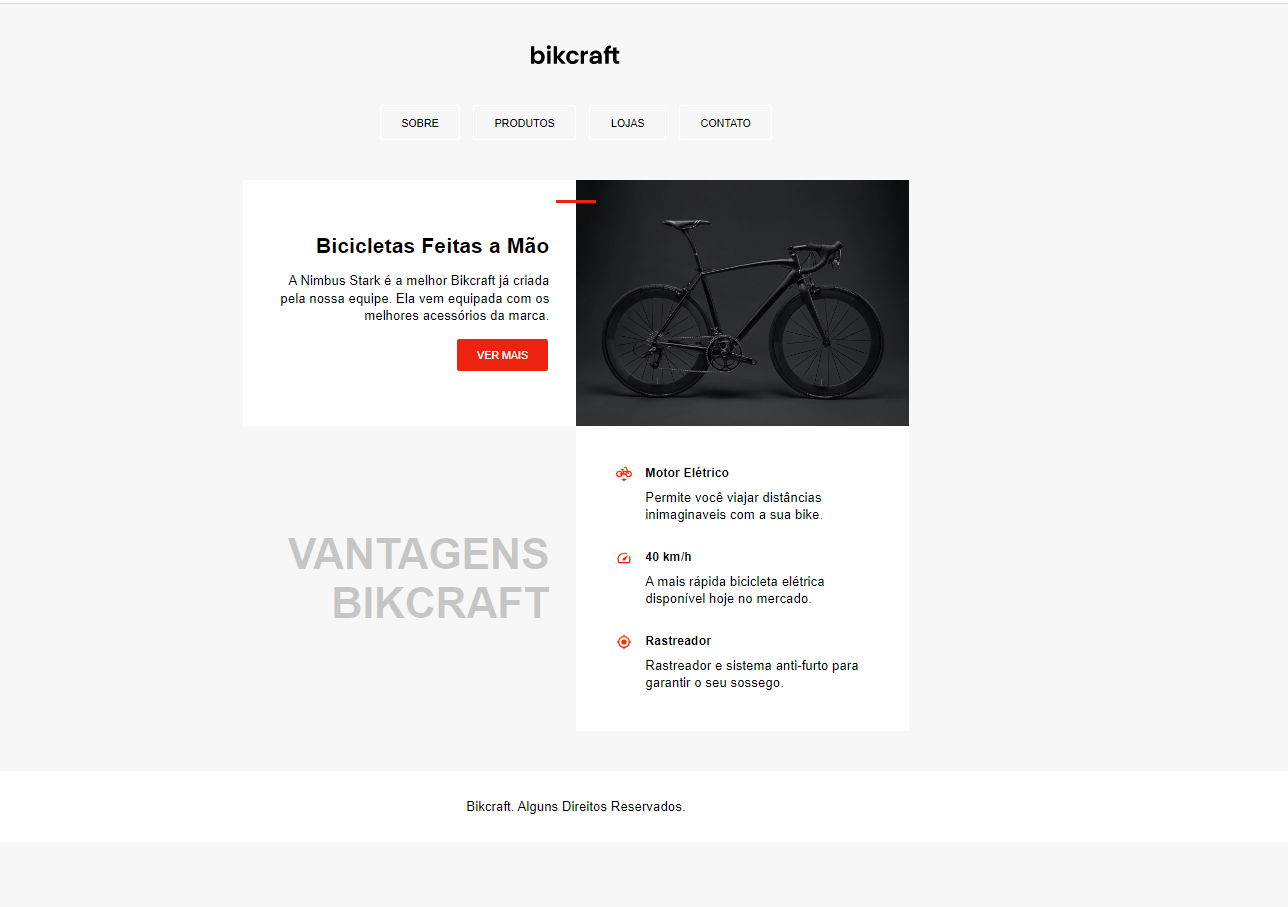 bikcraft
SOBRE PRODUTOS LOJAS CONTATO
Bicicletas Feitas a Mão
A Nimbus Stark é a melhor Bikcraft já criada
pela nossa equipe. Ela vem equipada com os
melhores acessórios da marca.
VER MAIS
VANTAGENS
BIKCRAFT
Motor Elétrico
Permite você viajar distâncias
inimaginaveis com a sua bike.
40 km/h
A mais rápida bicicleta elétrica
disponível hoje no mercado.
Rastreador
Rastreador e sistema anti-furto para
garantir o seu sossego.
Bikcraft. Alguns Direitos Reservados.